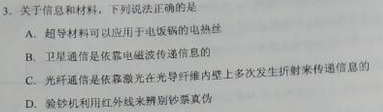 3. 关于信息和材料，下列说法正确的是
A. 超导材料可以应用于电饭锅的电热丝
B. 卫星通信是依靠电磁波传递信息的
C. 光纤通信是依靠激光在光导纤维内壁上多次发生折射来传递信息的
D. 验钞机利用红外线来辨别钞票真伪